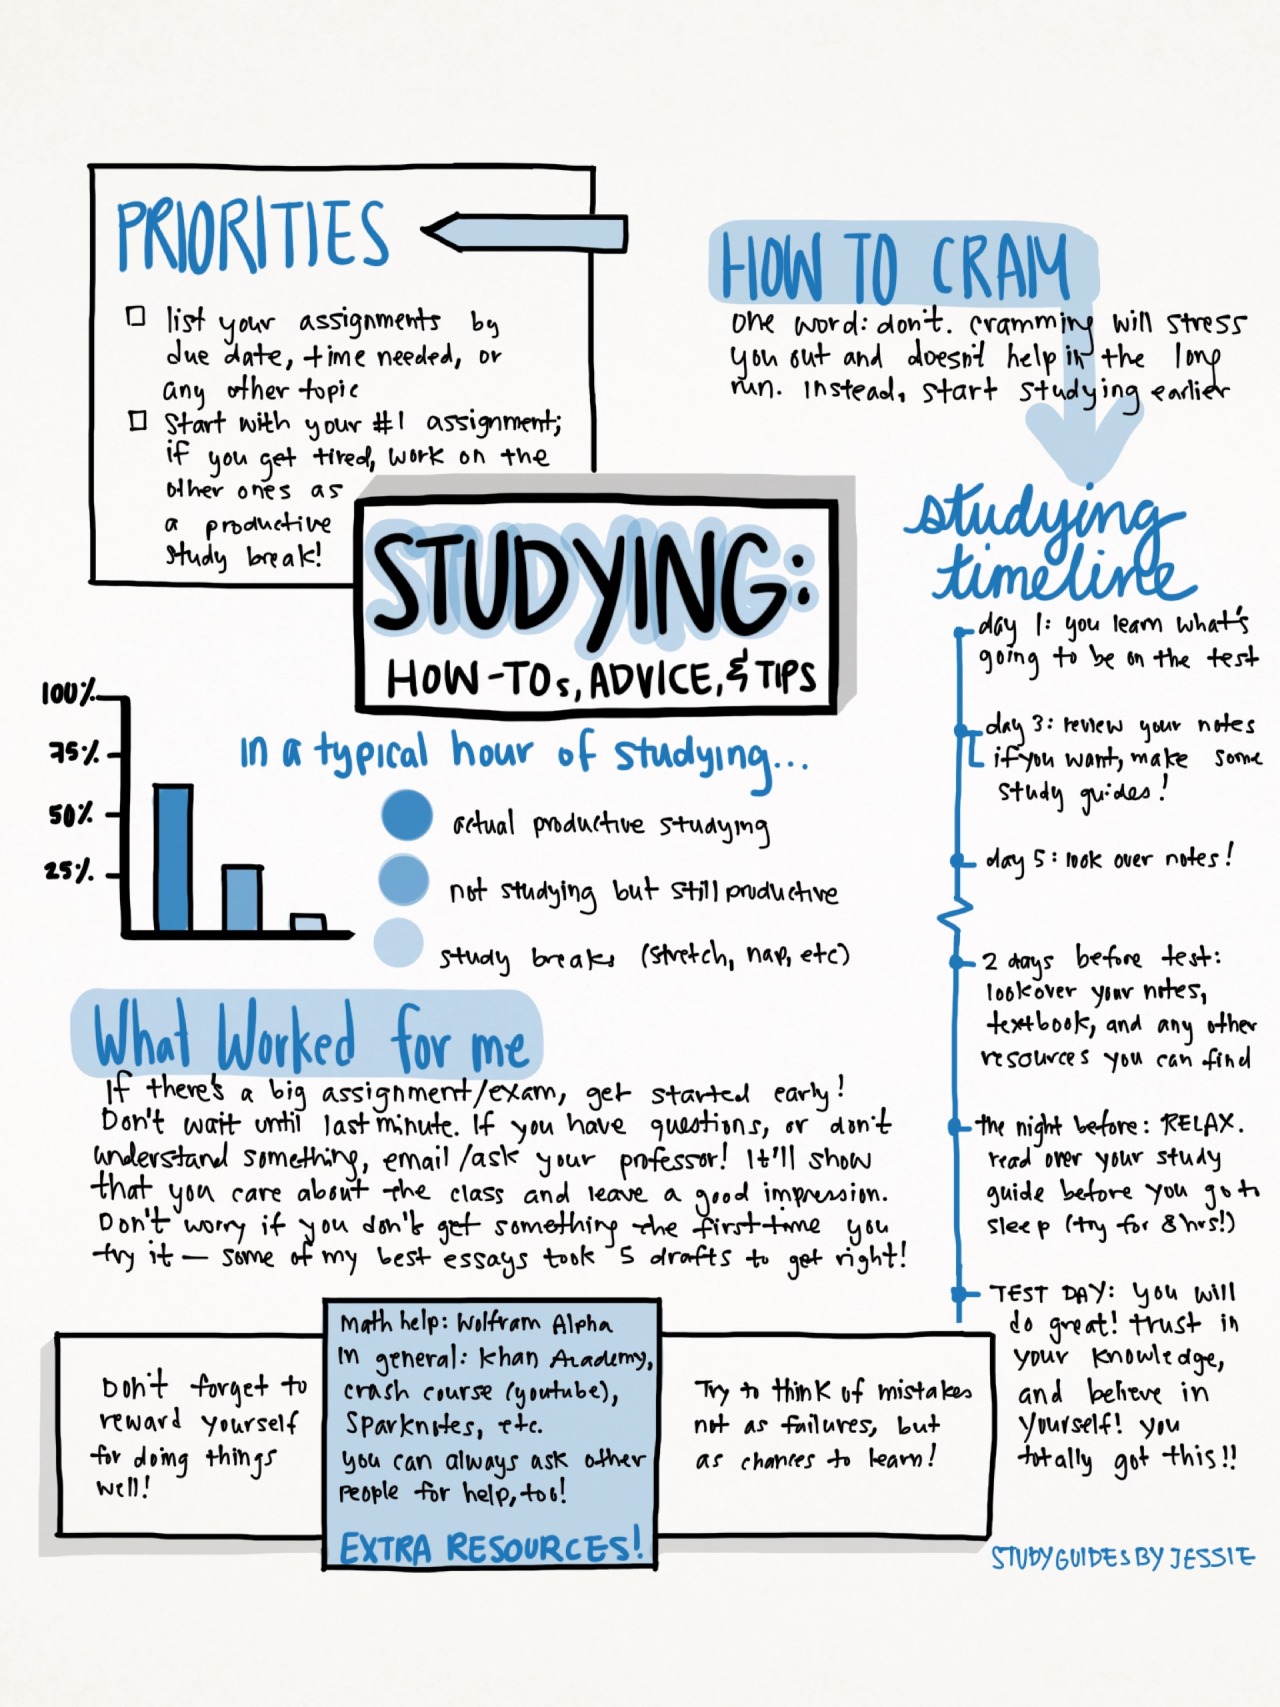 PRIORITIES
list your assignments by
due date, time needed, or
any other topic
Start with your #1 assignment;
if you get tired, work on the
other ones as
a productive
study break!
HOW TO CRAM
one word: don't. cramming will stress
you out and doesn't help in the long
run. Instead, start studying earlier
STUDYING:
HOW-TOs, ADVICE, & TIPS
studying
timeline
day 1: you learn what's
going to be on the test
day 3: review your notes
if you want, make some
study guides!
day 5: look over notes!
2 days before test:
look over your notes,
textbook, and any other
resources you can find
the night before: RELAX.
read over your study
guide before you go to
sleep (try for 8 hrs!)
TEST DAY: you will
do great! trust in
your knowledge,
and believe in
yourself! you
totally got this!!
100%
75%
50%
25%
In a typical hour of studying...
actual productive studying
not studying but still productive
study breaks (stretch, nap, etc)
What Worked for me
If there's a big assignment/exam, get started early!
Don't wait until last minute. If you have questions, or don't
understand something, email/ask your professor! It'll show
that you care about the class and leave a good impression.
Don't worry if you don't get something the first time you
try it — some of my best essays took 5 drafts to get right!
Don't forget to
reward yourself
for doing things
well!
Math help: Wolfram Alpha
In general: Khan Academy,
crash course (youtube),
Sparknotes, etc.
you can always ask other
people for help, too!
EXTRA RESOURCES!
Try to think of mistakes
not as failures, but
as chances to learn!
STUDYGUIDESBYJESSIE